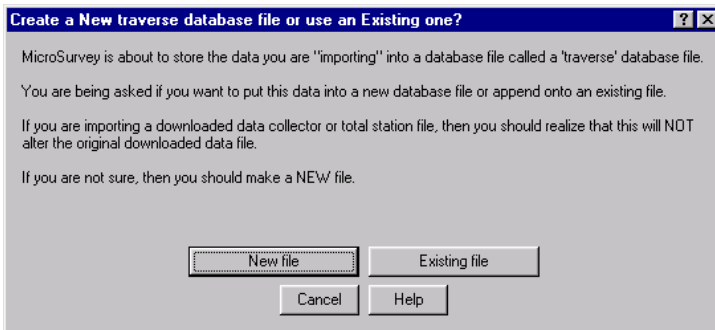 Create a New traverse database file or use an Existing one?
MicroSurvey is about to store the data you are "importing" into a database file called a 'traverse' database file.
You are being asked if you want to put this data into a new database file or append onto an existing file.
If you are importing a downloaded data collector or total station file, then you should realize that this will NOT
alter the original downloaded data file.
If you are not sure, then you should make a NEW file.
New file
Existing file
Cancel
Help